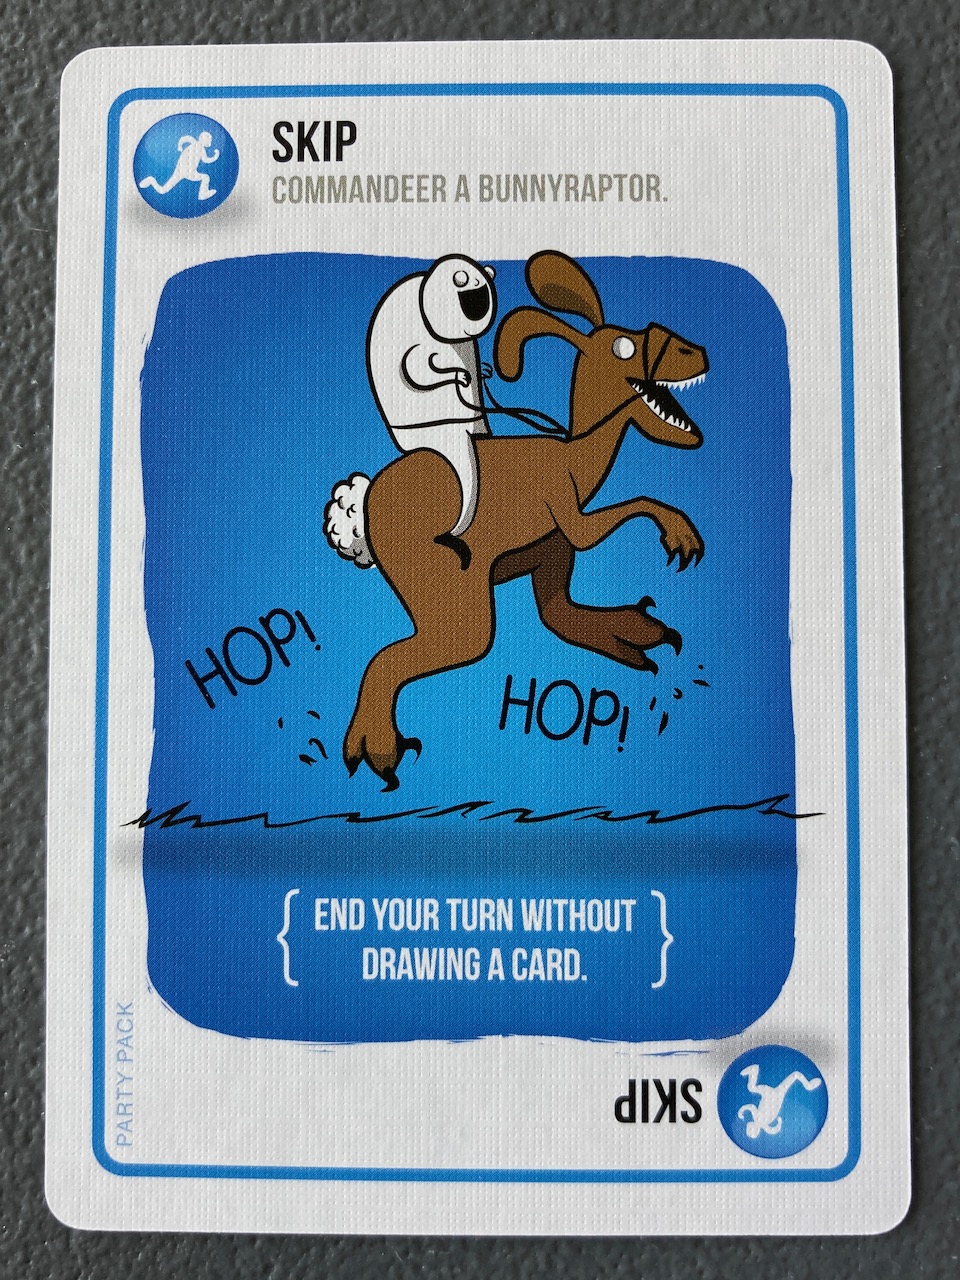 SKIP
COMMANDEER A BUNNYRAPTOR.
HOP!
HOP!
END YOUR TURN WITHOUT
DRAWING A CARD.
PARTY PACK
SKIP